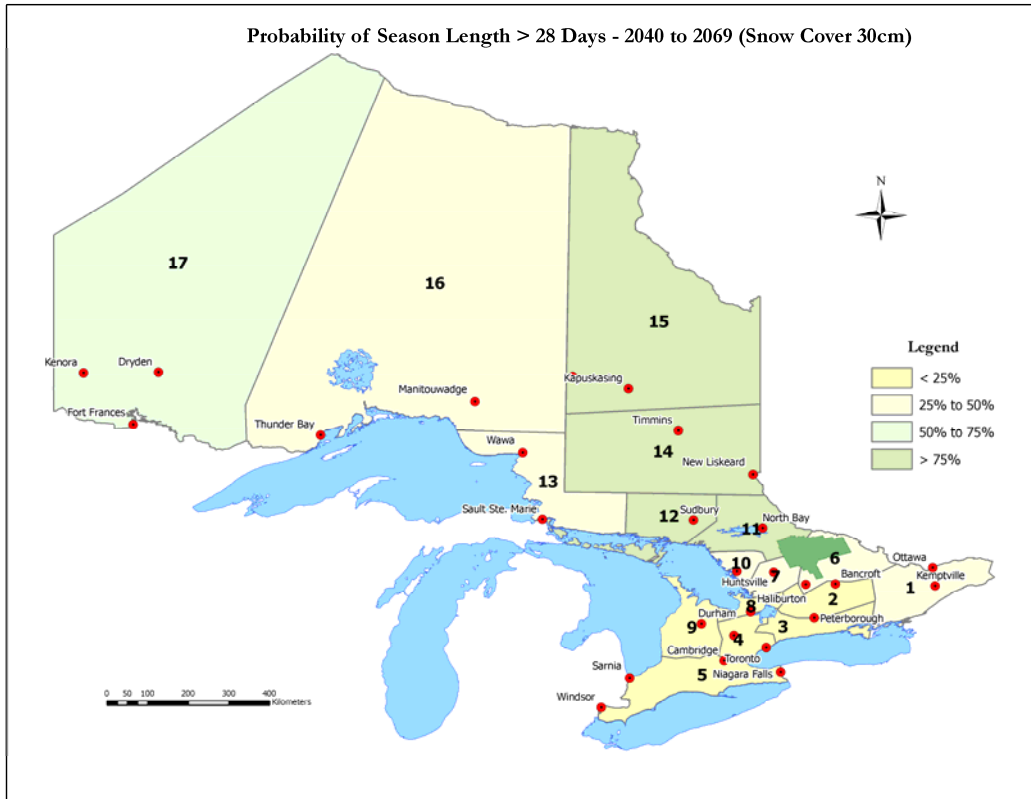 Probability of Season Length > 28 Days - 2040 to 2069 (Snow Cover 30cm)
N
17
16
15
Kenora
Dryden
Manitouwadge
Kapuskasing
Legend
< 25%
25% to 50%
50% to 75%
> 75%
Fort Frances
Thunder Bay
Timmins
14
Wawa
New Liskeard
13
Sault Ste. Marie
12
Sudbury
11
North Bay
10
7
6
Ottawa
Huntsville
Bancroft
Kemptville
1
Haliburton
2
8
Durham
Peterborough
9
4
3
Cambridge
Toronto
Sarnia
5
Niagara Falls
Windsor
0 50 100 200 300 400
Kilometers